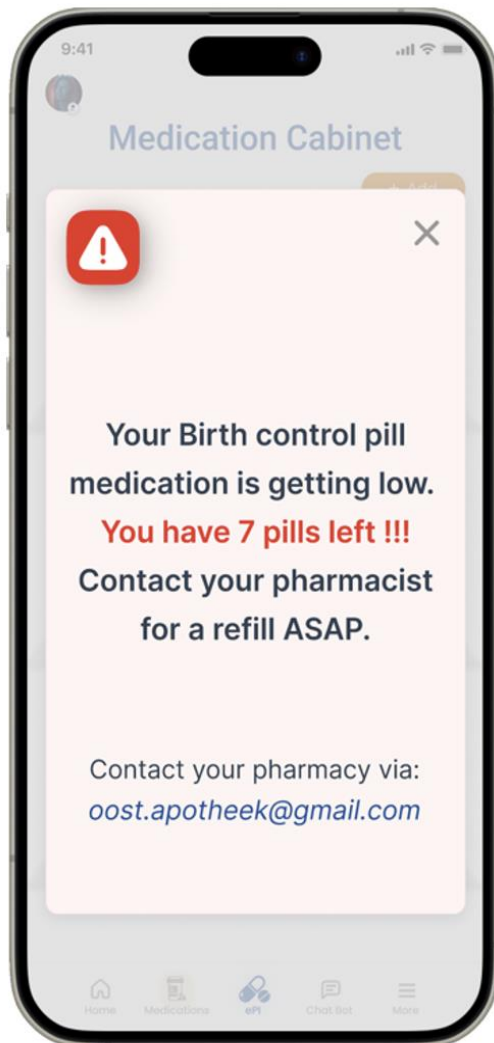 9:41
Medication Cabinet
+ Add
Your Birth control pill
medication is getting low.
You have 7 pills left !!!
Contact your pharmacist
for a refill ASAP.
Contact your pharmacy via:
oost.apotheek@gmail.com
Home Medications ePI Chat Bot More